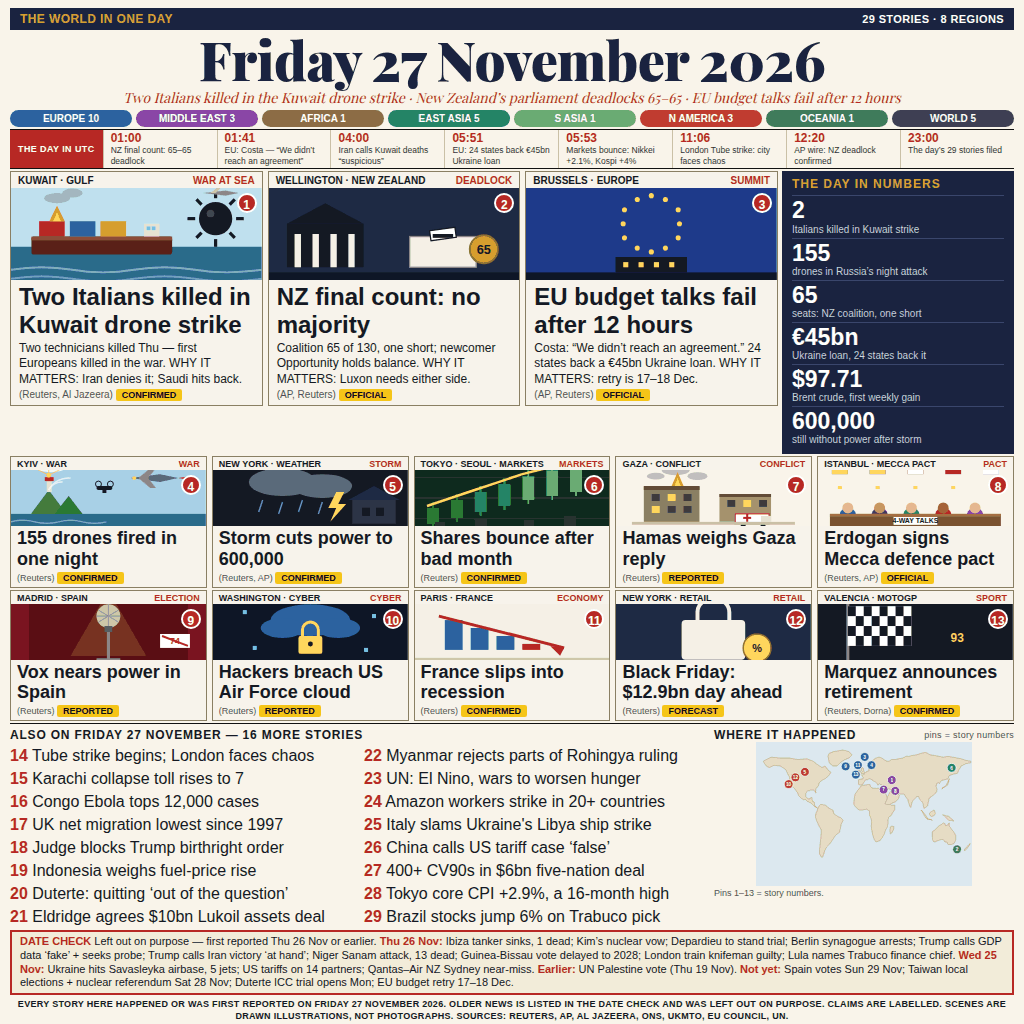 THE WORLD IN ONE DAY
29 STORIES · 8 REGIONS
Friday 27 November 2026
Two Italians killed in the Kuwait drone strike · New Zealand’s parliament deadlocks 65–65 · EU budget talks fail after 12 hours
EUROPE 10
MIDDLE EAST 3
AFRICA 1
EAST ASIA 5
S ASIA 1
N AMERICA 3
OCEANIA 1
WORLD 5
THE DAY IN UTC
01:00
NZ final count: 65–65
deadlock
01:41
EU: Costa — “We didn’t
reach an agreement”
04:00
Iran calls Kuwait deaths
“suspicious”
05:51
EU: 24 states back €45bn
Ukraine loan
05:53
Markets bounce: Nikkei
+2.1%, Kospi +4%
11:06
London Tube strike: city
faces chaos
12:20
AP wire: NZ deadlock
confirmed
23:00
The day’s 29 stories filed
KUWAIT · GULF
WAR AT SEA
1
Two Italians killed in
Kuwait drone strike
Two technicians killed Thu — first
Europeans killed in the war. WHY IT
MATTERS: Iran denies it; Saudi hits back.
(Reuters, Al Jazeera) CONFIRMED
WELLINGTON · NEW ZEALAND
DEADLOCK
2
65
NZ final count: no
majority
Coalition 65 of 130, one short; newcomer
Opportunity holds balance. WHY IT
MATTERS: Luxon needs either side.
(AP, Reuters) OFFICIAL
BRUSSELS · EUROPE
SUMMIT
3
EU budget talks fail
after 12 hours
Costa: “We didn’t reach an agreement.” 24
states back a €45bn Ukraine loan. WHY IT
MATTERS: retry is 17–18 Dec.
(AP, Reuters) OFFICIAL
THE DAY IN NUMBERS
2
Italians killed in Kuwait strike
155
drones in Russia’s night attack
65
seats: NZ coalition, one short
€45bn
Ukraine loan, 24 states back it
$97.71
Brent crude, first weekly gain
600,000
still without power after storm
KYIV · WAR
WAR
4
155 drones fired in
one night
(Reuters) CONFIRMED
NEW YORK · WEATHER
STORM
5
Storm cuts power to
600,000
(Reuters, AP) CONFIRMED
TOKYO · SEOUL · MARKETS
MARKETS
6
Shares bounce after
bad month
(Reuters) CONFIRMED
GAZA · CONFLICT
CONFLICT
7
Hamas weighs Gaza
reply
(Reuters) REPORTED
ISTANBUL · MECCA PACT
PACT
8
4-WAY TALKS
Erdogan signs
Mecca defence pact
(Reuters, AP) OFFICIAL
MADRID · SPAIN
ELECTION
9
74
Vox nears power in
Spain
(Reuters) REPORTED
WASHINGTON · CYBER
CYBER
10
Hackers breach US
Air Force cloud
(Reuters) REPORTED
PARIS · FRANCE
ECONOMY
11
France slips into
recession
(Reuters) CONFIRMED
NEW YORK · RETAIL
RETAIL
12
%
Black Friday:
$12.9bn day ahead
(Reuters) FORECAST
VALENCIA · MOTOGP
SPORT
13
93
Marquez announces
retirement
(Reuters, Dorna) CONFIRMED
ALSO ON FRIDAY 27 NOVEMBER — 16 MORE STORIES
14 Tube strike begins; London faces chaos
15 Karachi collapse toll rises to 7
16 Congo Ebola tops 12,000 cases
17 UK net migration lowest since 1997
18 Judge blocks Trump birthright order
19 Indonesia weighs fuel-price rise
20 Duterte: quitting ‘out of the question’
21 Eldridge agrees $10bn Lukoil assets deal
22 Myanmar rejects parts of Rohingya ruling
23 UN: El Nino, wars to worsen hunger
24 Amazon workers strike in 20+ countries
25 Italy slams Ukraine's Libya ship strike
26 China calls US tariff case ‘false’
27 400+ CV90s in $6bn five-nation deal
28 Tokyo core CPI +2.9%, a 16-month high
29 Brazil stocks jump 6% on Trabuco pick
WHERE IT HAPPENED
pins = story numbers
Pins 1–13 = story numbers.
DATE CHECK Left out on purpose — first reported Thu 26 Nov or earlier. Thu 26 Nov: Ibiza tanker sinks, 1 dead; Kim’s nuclear vow; Depardieu to stand trial; Berlin synagogue arrests; Trump calls GDP
data ‘fake’ + seeks probe; Trump calls Iran victory ‘at hand’; Niger Sanam attack, 13 dead; Guinea-Bissau vote delayed to 2028; London train knifeman guilty; Lula names Trabuco finance chief. Wed 25
Nov: Ukraine hits Savasleyka airbase, 5 jets; US tariffs on 14 partners; Qantas–Air NZ Sydney near-miss. Earlier: UN Palestine vote (Thu 19 Nov). Not yet: Spain votes Sun 29 Nov; Taiwan local
elections + nuclear referendum Sat 28 Nov; Duterte ICC trial opens Mon; EU budget retry 17–18 Dec.
EVERY STORY HERE HAPPENED OR WAS FIRST REPORTED ON FRIDAY 27 NOVEMBER 2026. OLDER NEWS IS LISTED IN THE DATE CHECK AND WAS LEFT OUT ON PURPOSE. CLAIMS ARE LABELLED. SCENES ARE
DRAWN ILLUSTRATIONS, NOT PHOTOGRAPHS. SOURCES: REUTERS, AP, AL JAZEERA, ONS, UKMTO, EU COUNCIL, UN.